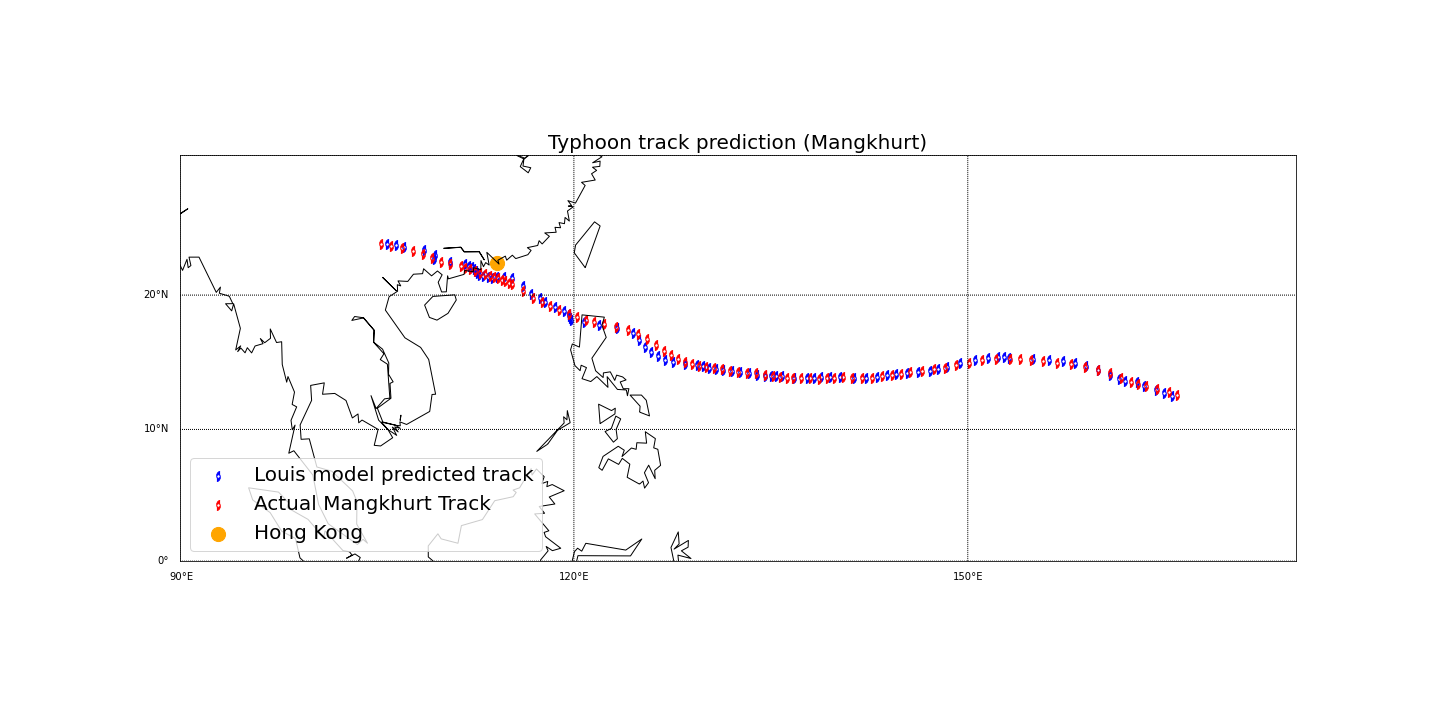 Typhoon track prediction (Mangkhurt)
20°N
10°N
Louis model predicted track
Actual Mangkhurt Track
Hong Kong
0°
90°E 120°E 150°E